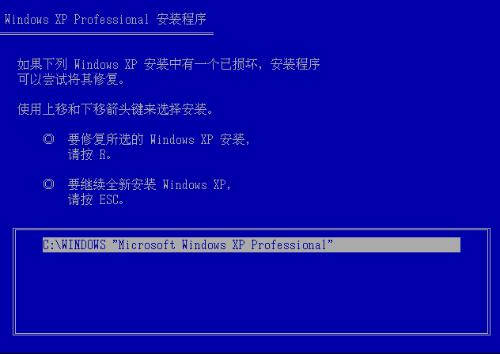 Windows XP Professional 安装程序
如果下列 Windows XP 安装中有一个已损坏，安装程序
可以尝试将其修复。
使用上移和下移箭头键来选择安装。
◎ 要修复所选的 Windows XP 安装，
请按 R。
◎ 要继续全新安装 Windows XP，
请按 ESC。
C:\WINDOWS "Microsoft Windows XP Professional"